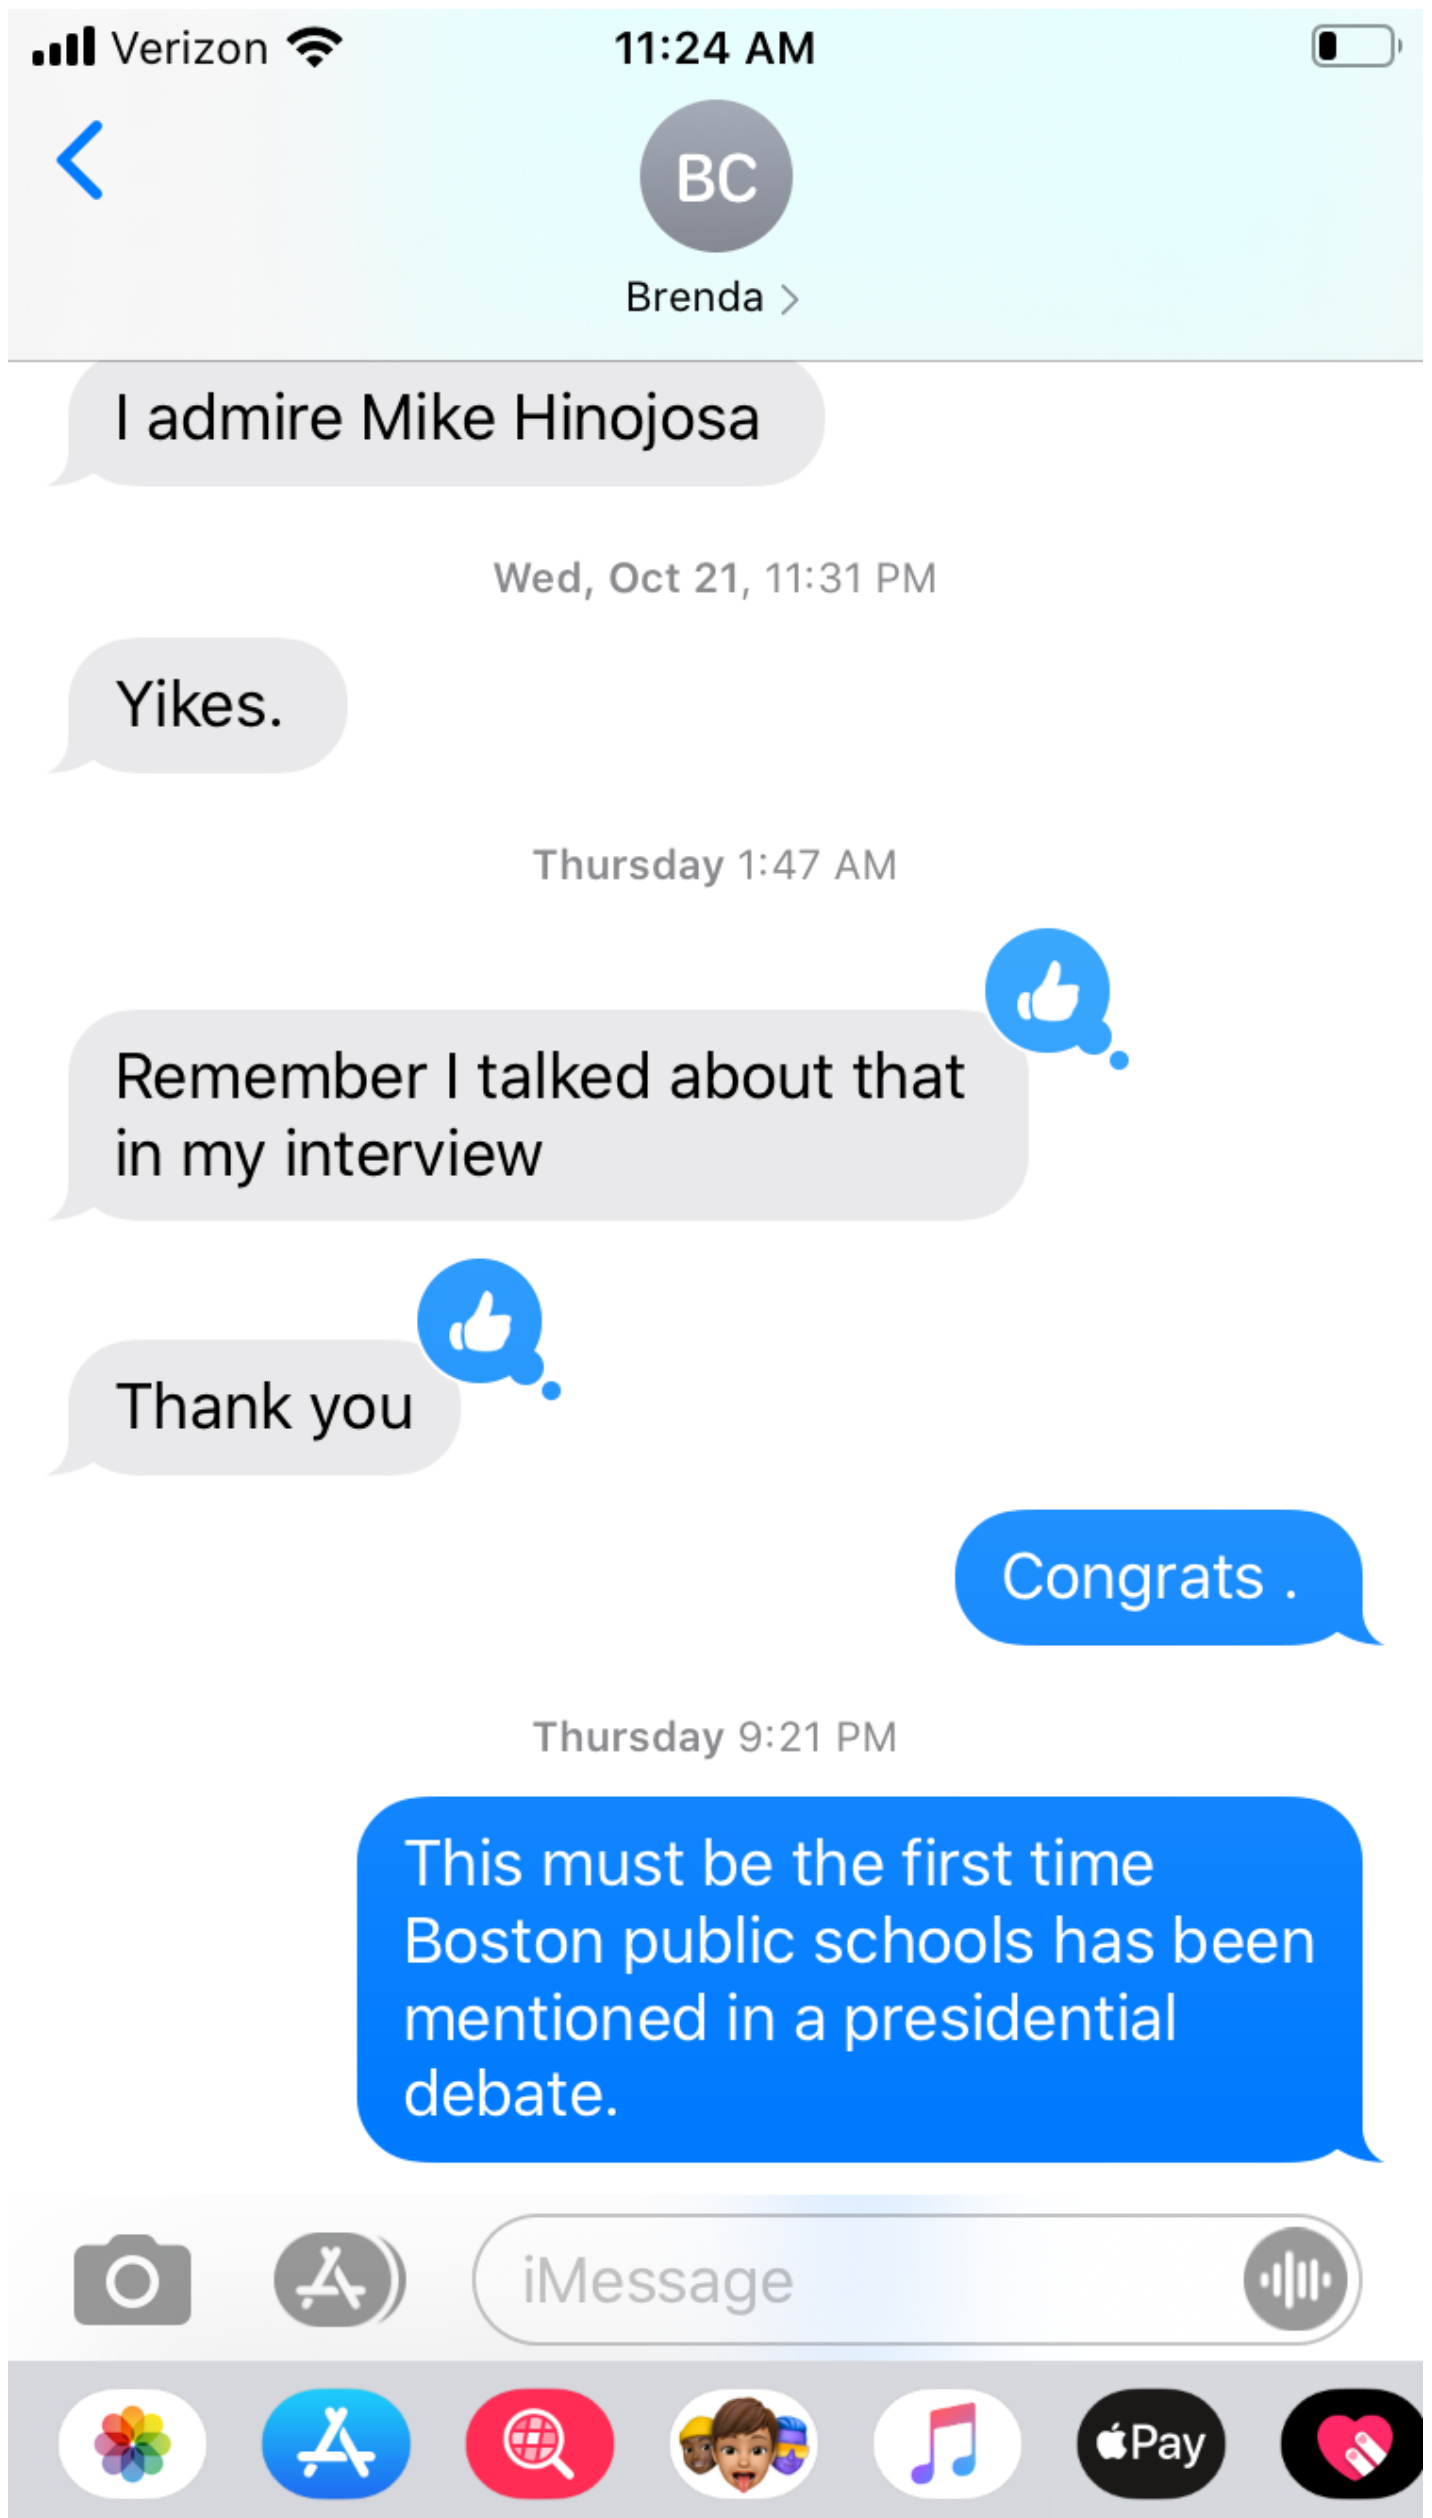 Verizon 11:24 AM
BC
Brenda
I admire Mike Hinojosa
Wed, Oct 21, 11:31 PM
Yikes.
Thursday 1:47 AM
Remember I talked about that
in my interview
Thank you
Congrats .
Thursday 9:21 PM
This must be the first time
Boston public schools has been
mentioned in a presidential
debate.
iMessage
Pay